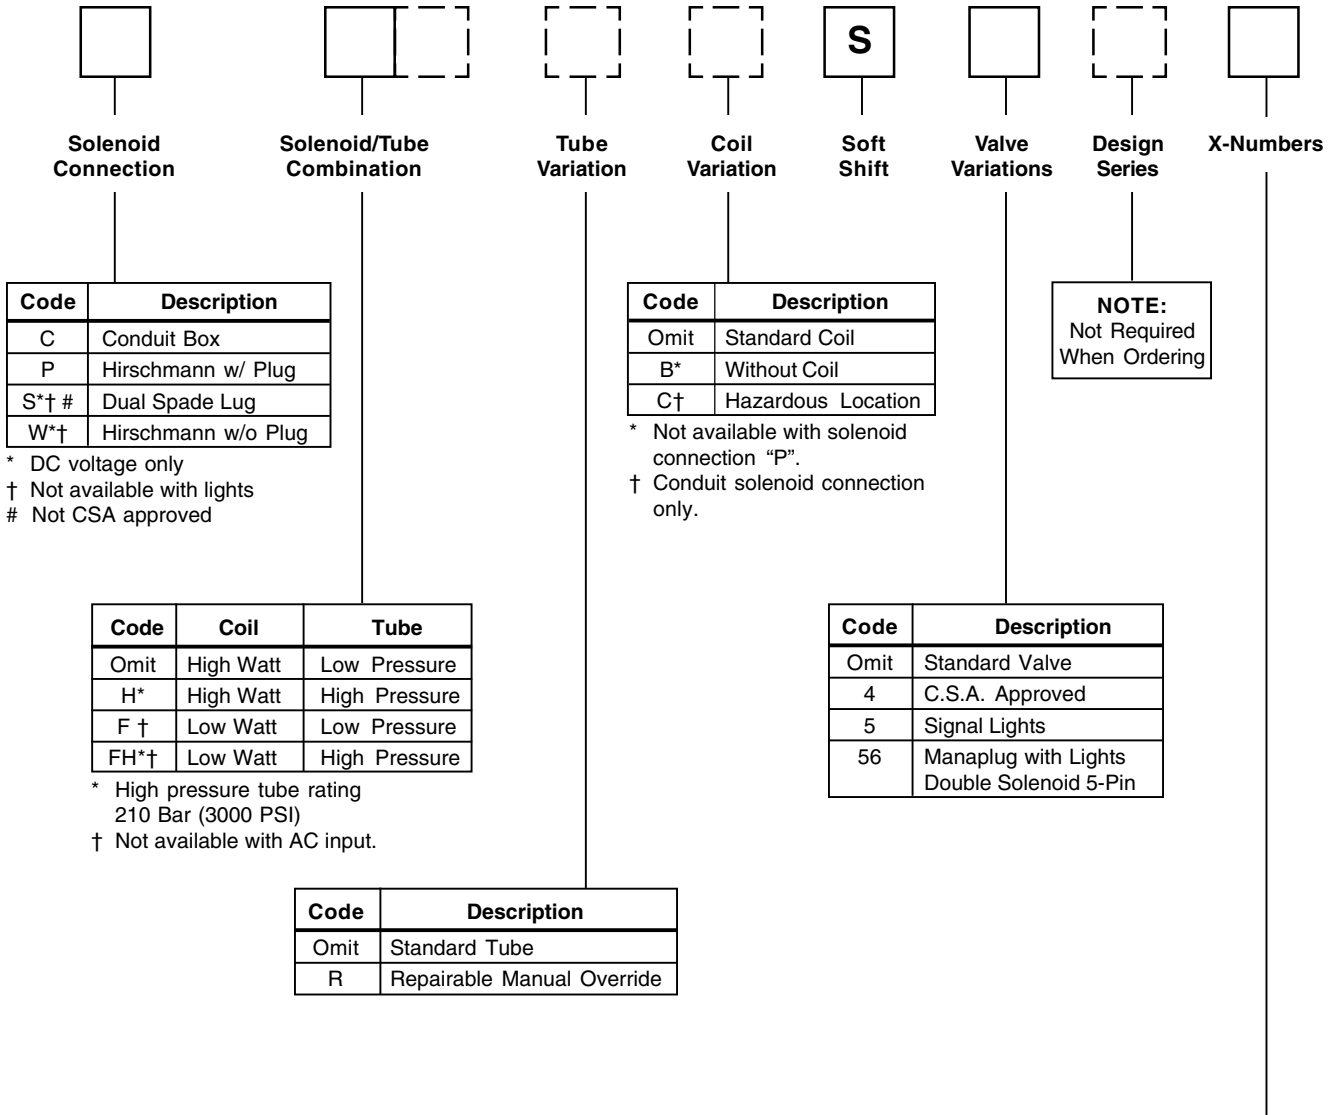 S
Solenoid Connection
Solenoid/Tube Combination
Tube Variation
Coil Variation
Soft Shift
Valve Variations
Design Series
X-Numbers
Code Description
C Conduit Box
P Hirschmann w/ Plug
S*† # Dual Spade Lug
W*† Hirschmann w/o Plug
* DC voltage only
† Not available with lights
# Not CSA approved
Code Description
Omit Standard Coil
B* Without Coil
C† Hazardous Location
* Not available with solenoid
connection “P”.
† Conduit solenoid connection
only.
NOTE:
Not Required
When Ordering
Code Coil Tube
Omit High Watt Low Pressure
H* High Watt High Pressure
F † Low Watt Low Pressure
FH*† Low Watt High Pressure
* High pressure tube rating
210 Bar (3000 PSI)
† Not available with AC input.
Code Description
Omit Standard Valve
4 C.S.A. Approved
5 Signal Lights
56 Manaplug with Lights
Double Solenoid 5-Pin
Code Description
Omit Standard Tube
R Repairable Manual Override